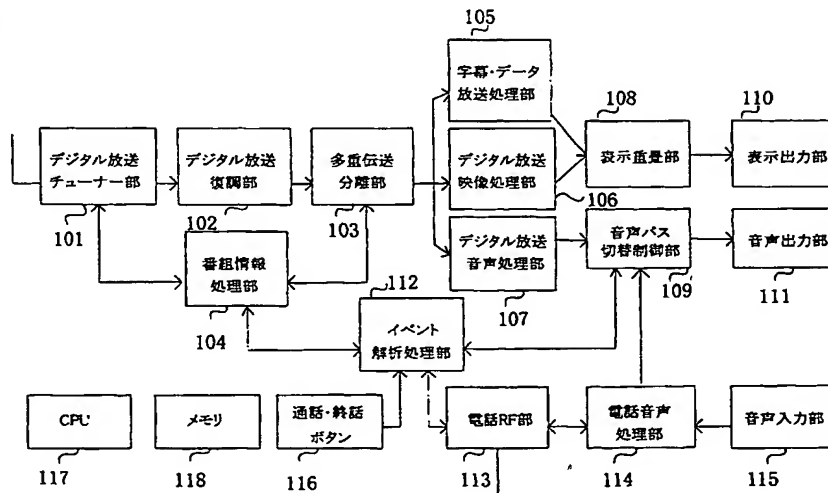 105
字幕・データ
放送処理部
108
110
デジタル放送
チューナー部
デジタル放送
復調部
多重伝送
分離部
デジタル放送
映像処理部
表示重畳部
表示出力部
101
102
103
106
番組情報
処理部
デジタル放送
音声処理部
音声パス
切替制御部
音声出力部
104
112
107
109
111
イベント
解析処理部
CPU
メモリ
通話・終話
ボタン
電話RF部
電話音声
処理部
音声入力部
117
118
116
113
114
115